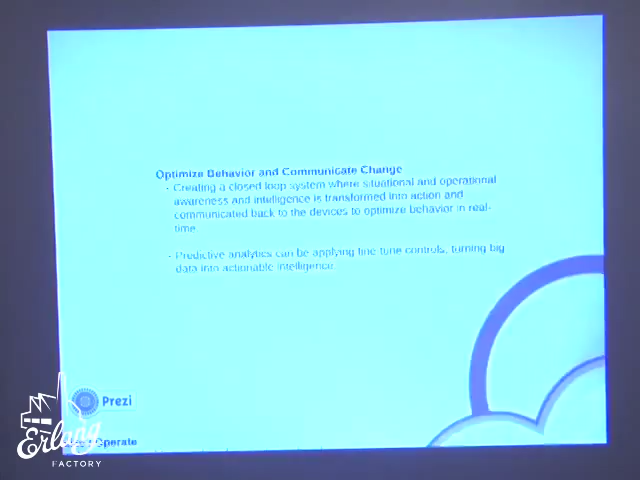 Optimize Behavior and Communicate Change
- Creating a closed loop system where situational and operational
awareness and intelligence is transformed into action and
communicated back to the devices to optimize behavior in real-
time.
- Predictive analytics can be applying fine tune controls, turning big
data into actionable intelligence.
Prezi
Operate
Erlang
FACTORY